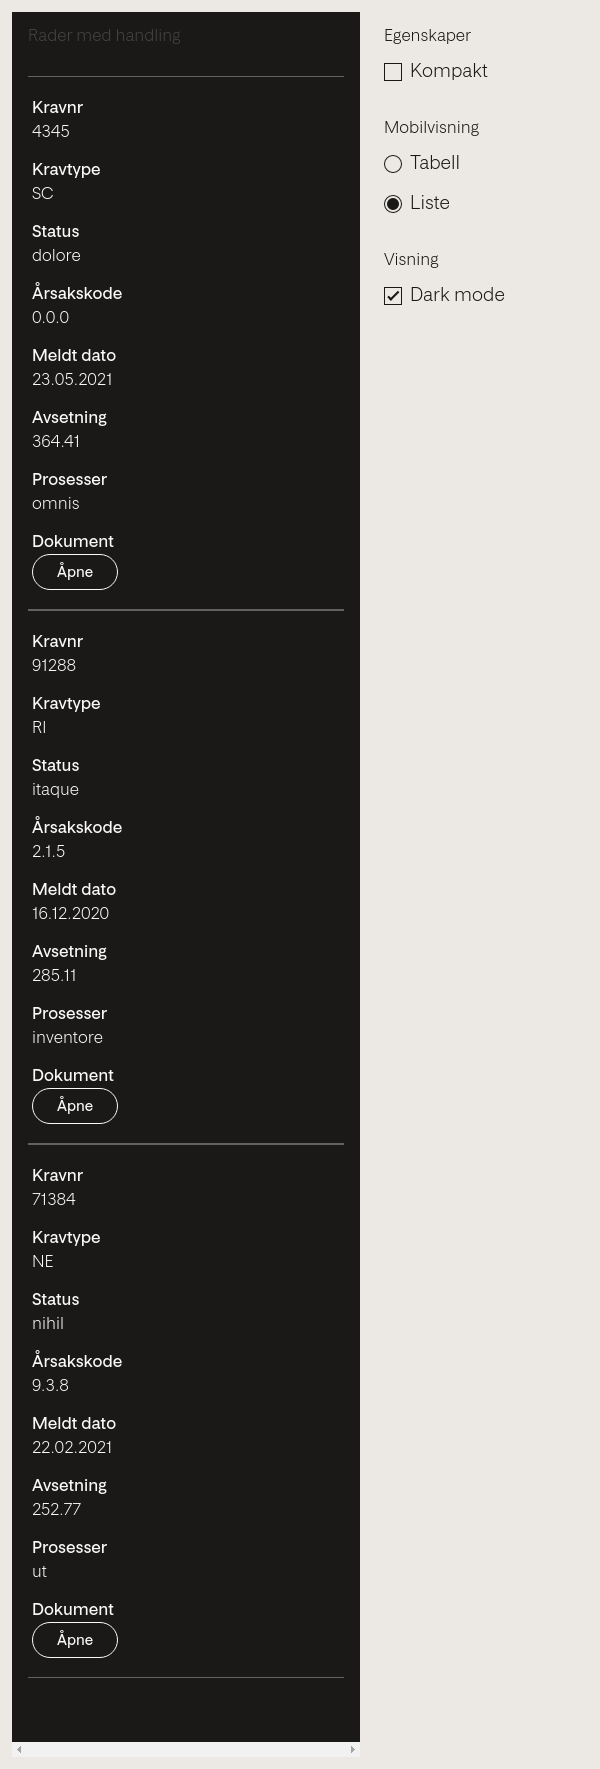 Rader med handling
Kravnr
4345
Kravtype
SC
Status
dolore
Årsakskode
0.0.0
Meldt dato
23.05.2021
Avsetning
364.41
Prosesser
omnis
Dokument
Åpne
Kravnr
91288
Kravtype
RI
Status
itaque
Årsakskode
2.1.5
Meldt dato
16.12.2020
Avsetning
285.11
Prosesser
inventore
Dokument
Åpne
Kravnr
71384
Kravtype
NE
Status
nihil
Årsakskode
9.3.8
Meldt dato
22.02.2021
Avsetning
252.77
Prosesser
ut
Dokument
Åpne
Egenskaper
Kompakt
Mobilvisning
Tabell
Liste
Visning
Dark mode